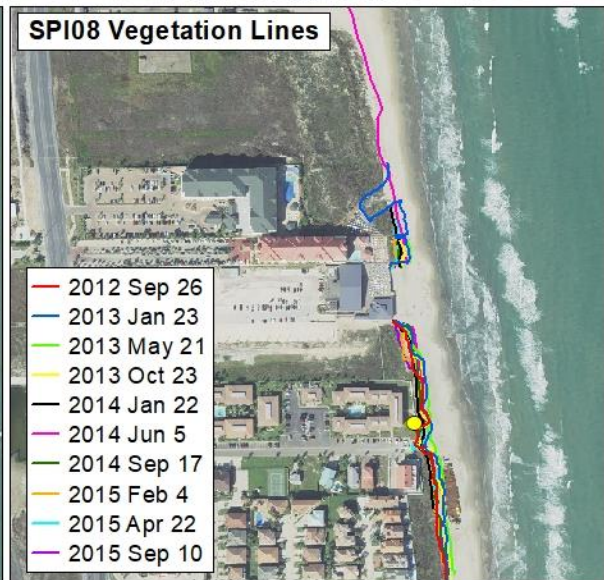 SPI08 Vegetation Lines
2012 Sep 26
2013 Jan 23
2013 May 21
2013 Oct 23
2014 Jan 22
2014 Jun 5
2014 Sep 17
2015 Feb 4
2015 Apr 22
2015 Sep 10